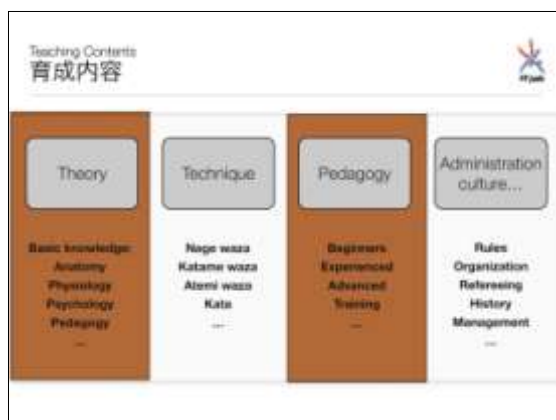 Teaching Contents
育成内容
Theory
Basic knowledge:
Anatomy
Physiology
Psychology
Pedagogy
...
Technique
Nage waza
Katame waza
Atemi waza
Kata
...
Pedagogy
Beginners
Experienced
Advanced
Training
...
Administration
culture...
Rules
Organization
Refereeing
History
Management
...